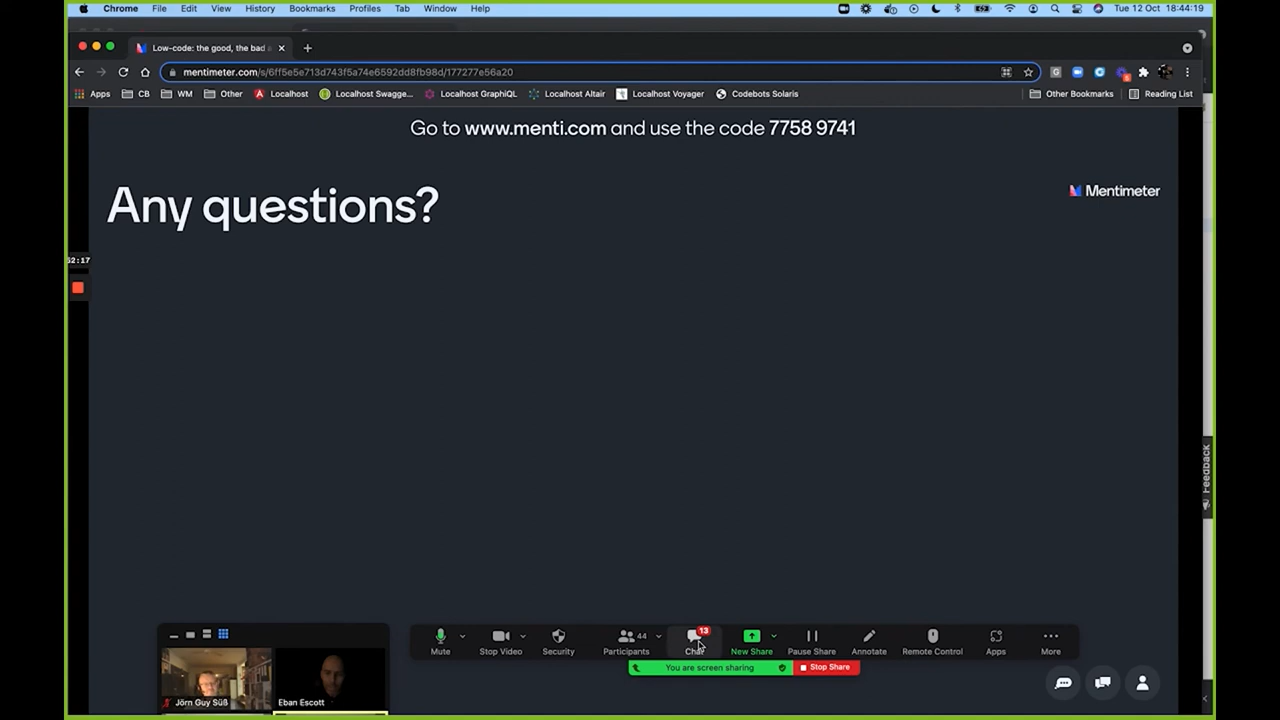 Chrome File Edit View History Bookmarks Profiles Tab Window Help Tue 12 Oct 18:44:19
Low-code: the good, the bad
mentimeter.com/s/6ff5e5e713d743f5a74e6592dd8fb98d/177277e56a20
Apps CB WM Other Localhost Localhost Swagge... Localhost GraphiQL Localhost Altair Localhost Voyager Codebots Solaris Other Bookmarks Reading List
Go to www.menti.com and use the code 7758 9741
Mentimeter
Any questions?
52:17
Feedback
44
13
Mute Stop Video Security Participants Chat New Share Pause Share Annotate Remote Control Apps More
You are screen sharing Stop Share
Jörn Guy Süß Eban Escott